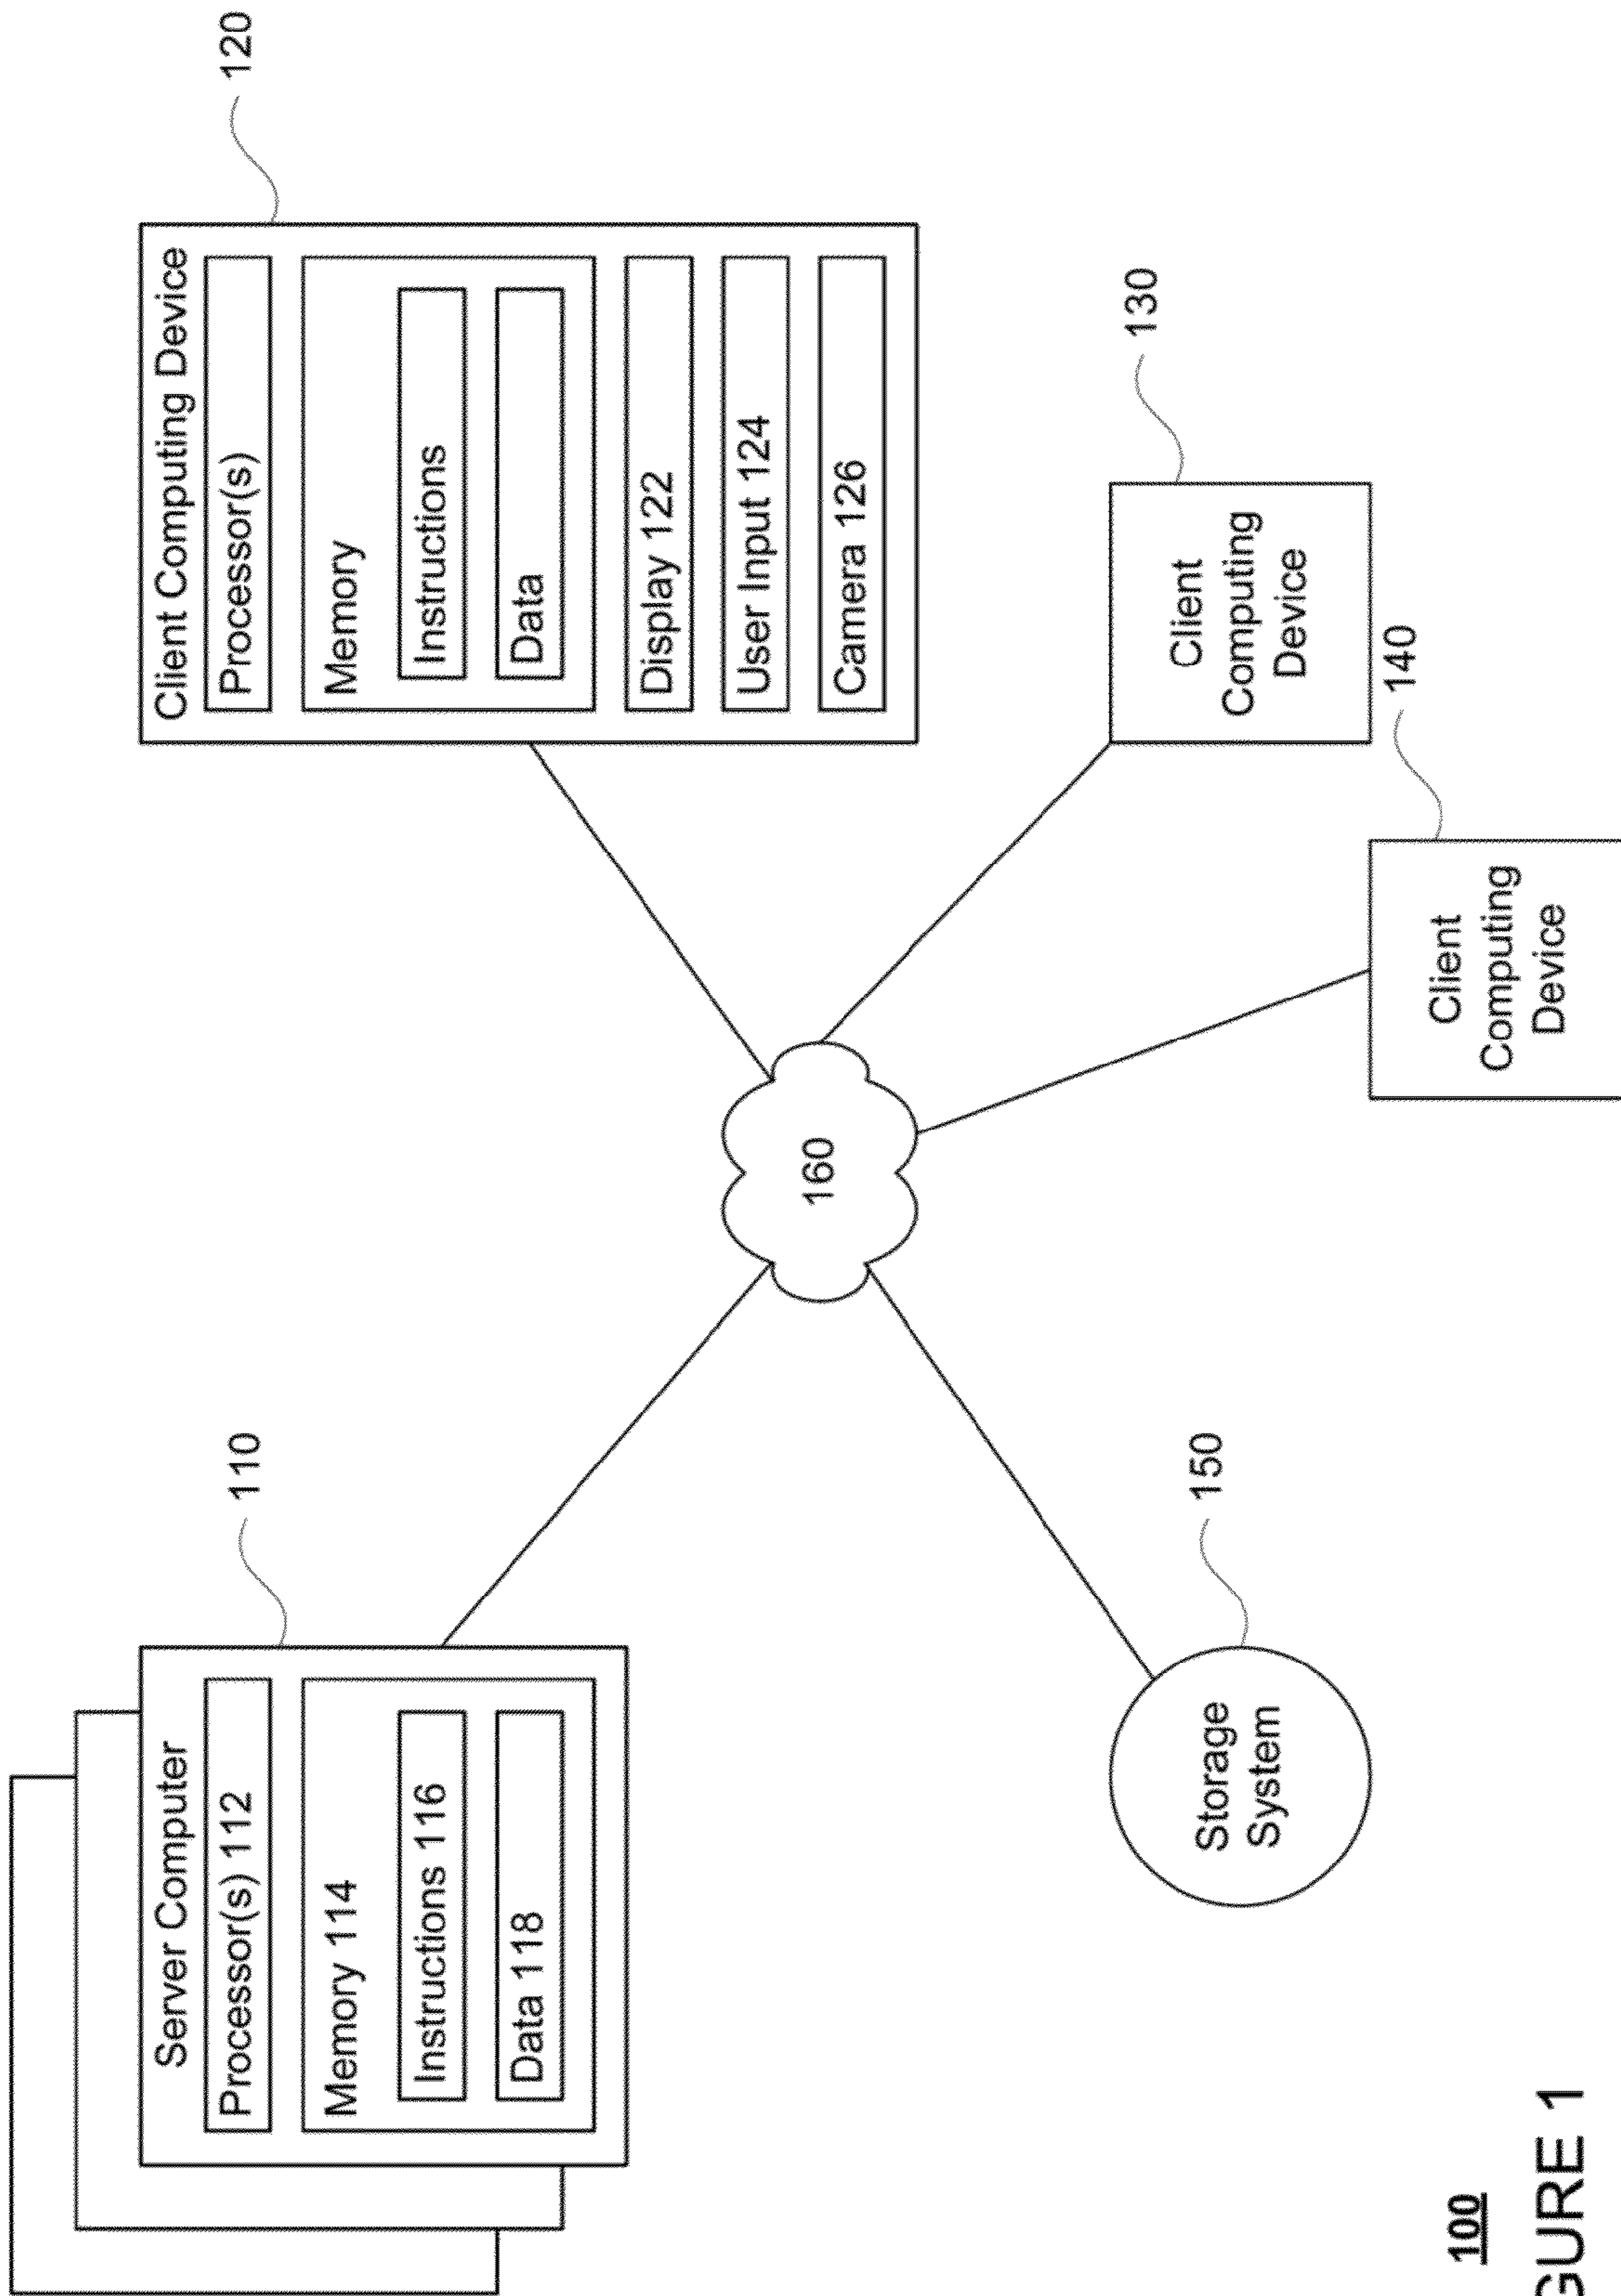 Server Computer
110
Processor(s) 112
Memory 114
Instructions 116
Data 118
Client Computing Device
120
Processor(s)
Memory
Instructions
Data
Display 122
User Input 124
Camera 126
160
Storage
System
150
Client
Computing
Device
130
Client
Computing
Device
140
100
GURE 1